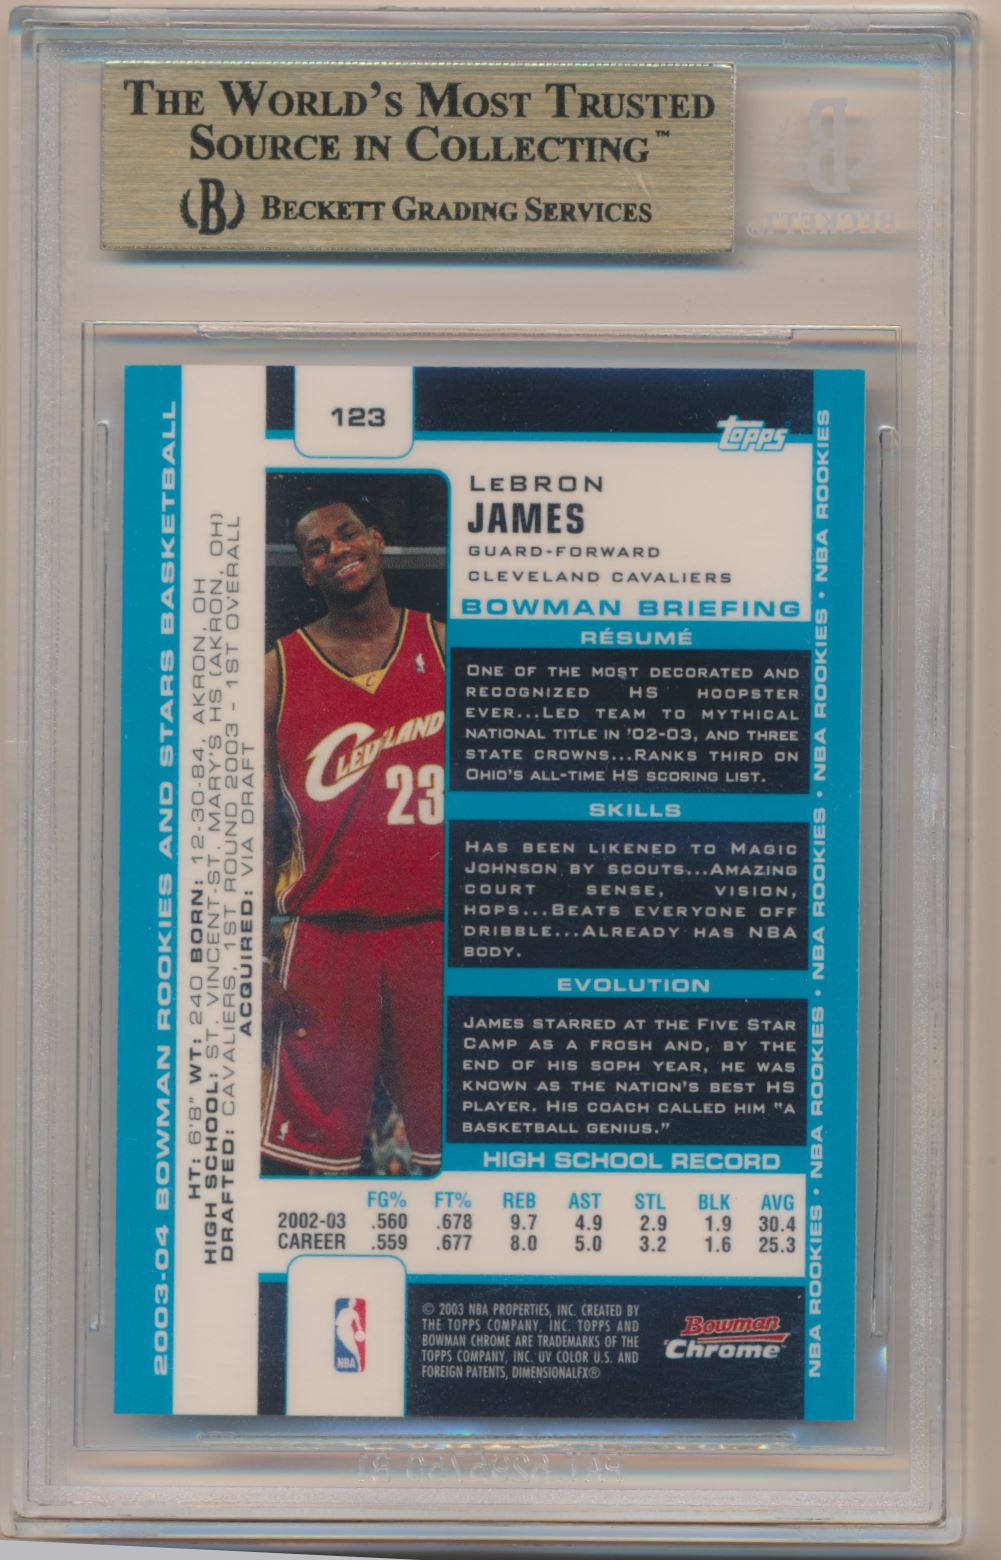 THE WORLD'S MOST TRUSTED
SOURCE IN COLLECTING™
B BECKETT GRADING SERVICES
B
BECKETT®
123
topps
LEBRON
JAMES
GUARD-FORWARD
CLEVELAND CAVALIERS
BOWMAN BRIEFING
RÉSUMÉ
ONE OF THE MOST DECORATED AND
RECOGNIZED HS HOOPSTER
EVER...LED TEAM TO MYTHICAL
NATIONAL TITLE IN '02-03, AND THREE
STATE CROWNS...RANKS THIRD ON
OHIO'S ALL-TIME HS SCORING LIST.
SKILLS
HAS BEEN LIKENED TO MAGIC
JOHNSON BY SCOUTS...AMAZING
COURT SENSE, VISION,
HOPS...BEATS EVERYONE OFF
DRIBBLE...ALREADY HAS NBA
BODY.
EVOLUTION
JAMES STARRED AT THE FIVE STAR
CAMP AS A FROSH AND, BY THE
END OF HIS SOPH YEAR, HE WAS
KNOWN AS THE NATION'S BEST HS
PLAYER. HIS COACH CALLED HIM "A
BASKETBALL GENIUS."
HIGH SCHOOL RECORD
FG% FT% REB AST STL BLK AVG
2002-03 .560 .678 9.7 4.9 2.9 1.9 30.4
CAREER .559 .677 8.0 5.0 3.2 1.6 25.3
2003-04 BOWMAN ROOKIES AND STARS BASKETBALL
HT: 6'8" WT: 240 BORN: 12-30-84, AKRON, OH
HIGH SCHOOL: ST. VINCENT-ST. MARY'S HS (AKRON, OH)
DRAFTED: CAVALIERS, 1ST ROUND 2003 - 1ST OVERALL
ACQUIRED: VIA DRAFT
C
CLEVELAND
23
NBA ROOKIES • NBA ROOKIES • NBA ROOKIES • NBA ROOKIES • NBA ROOKIES
NBA
© 2003 NBA PROPERTIES, INC. CREATED BY
THE TOPPS COMPANY, INC. TOPPS AND
BOWMAN CHROME ARE TRADEMARKS OF THE
TOPPS COMPANY, INC. UV COLOR U.S. AND
FOREIGN PATENTS, DIMENSIONALFX®
Bowman
Chrome